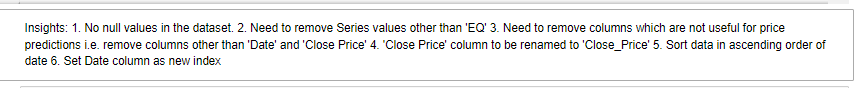 Insights: 1. No null values in the dataset. 2. Need to remove Series values other than 'EQ' 3. Need to remove columns which are not useful for price
predictions i.e. remove columns other than 'Date' and 'Close Price' 4. 'Close Price' column to be renamed to 'Close_Price' 5. Sort data in ascending order of
date 6. Set Date column as new index